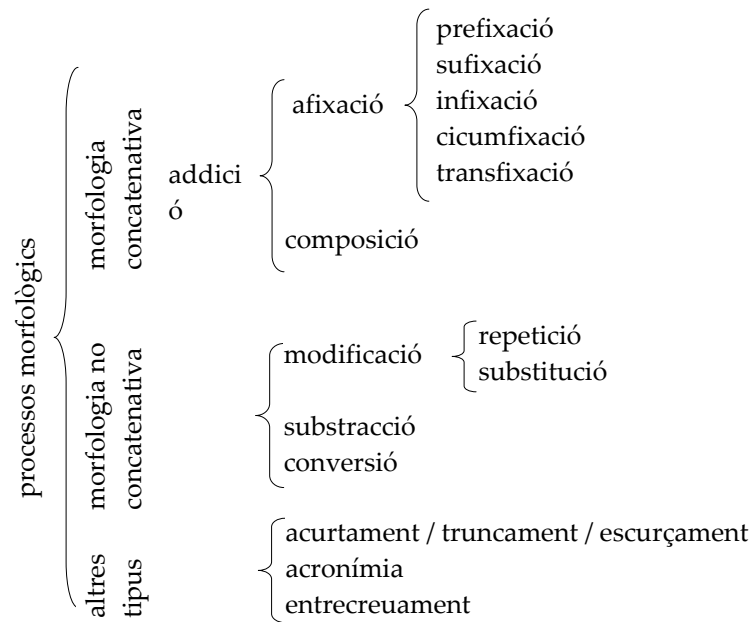 processos morfològics
morfologia
concatenativa
addici
ó
afixació
prefixació
sufixació
infixació
cicumfixació
transfixació
composició
morfologia no
concatenativa
modificació
repetició
substitució
substracció
conversió
altres
tipus
acurtament / truncament / escurçament
acronímia
entrecreuament